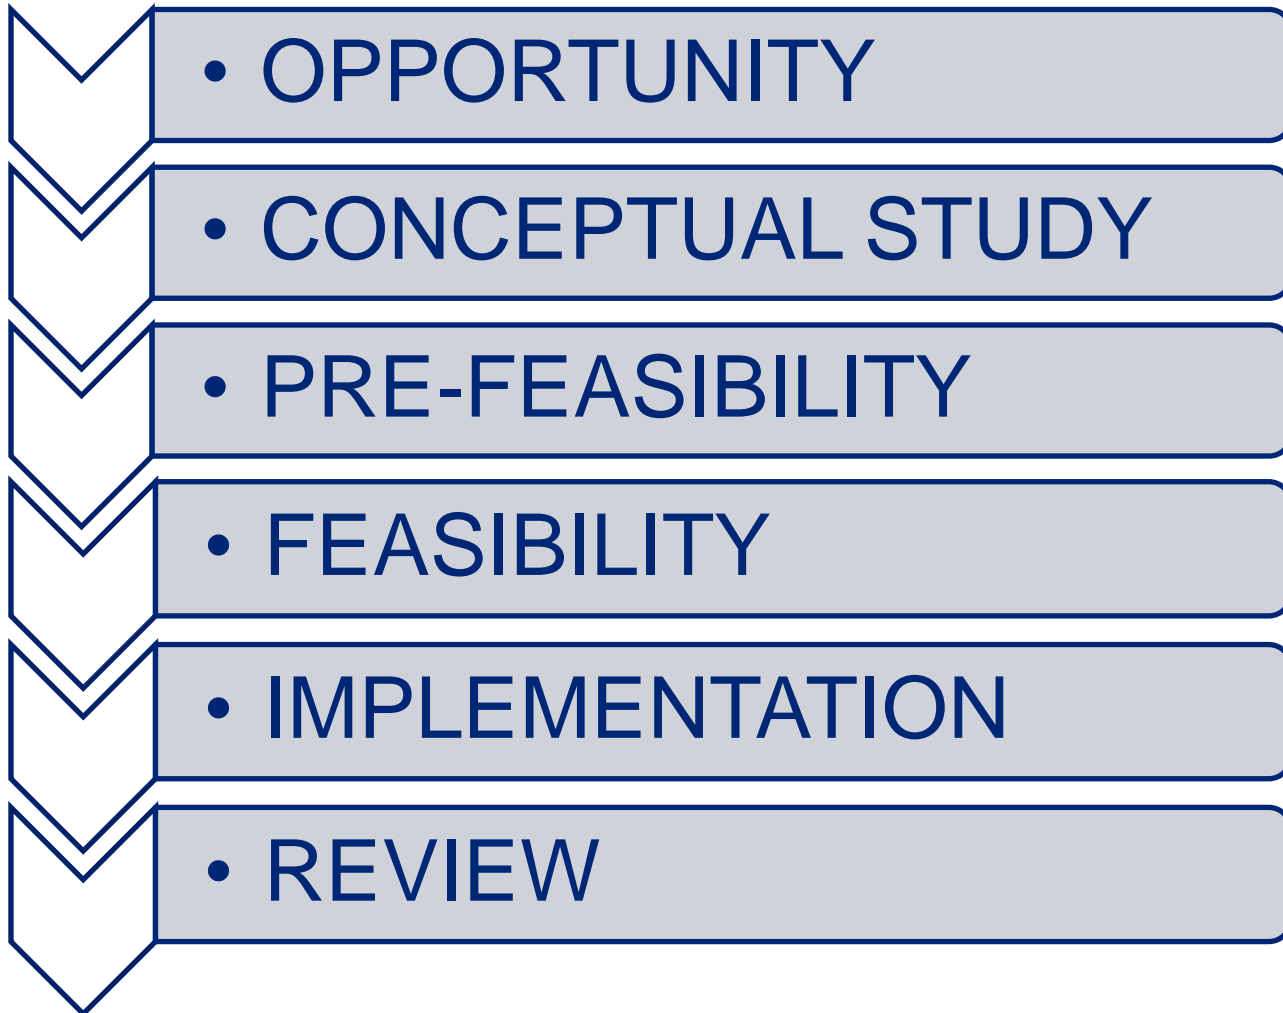 • OPPORTUNITY
• CONCEPTUAL STUDY
• PRE-FEASIBILITY
• FEASIBILITY
• IMPLEMENTATION
• REVIEW